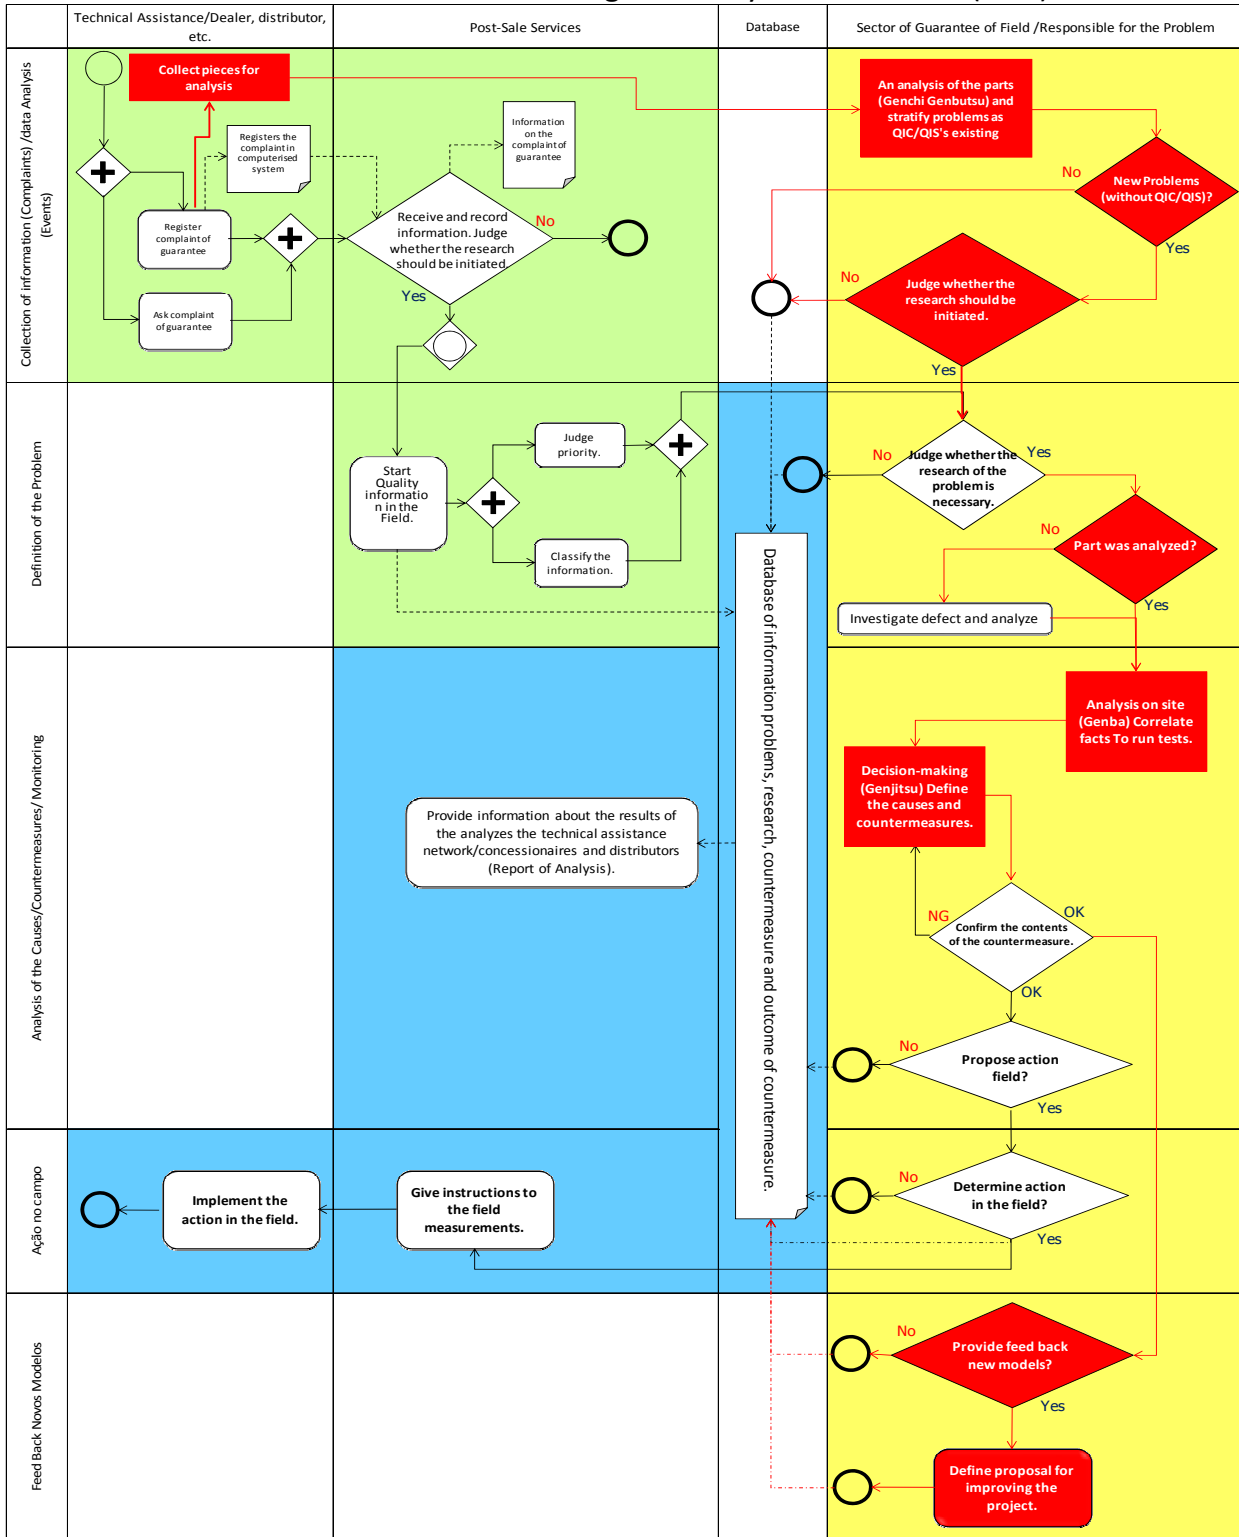 Technical Assistance/Dealer, distributor,
etc.
Post-Sale Services
Database
Sector of Guarantee of Field /Responsible for the Problem
Collection of information (Complaints) /data Analysis
(Events)
Collect pieces for
analysis
Registers the
complaint in
computerised
system
Information
on the
complaint of
guarantee
An analysis of the parts
(Genchi Genbutsu) and
stratify problems as
QIC/QIS's existing
No
New Problems
(without QIC/QIS)?
Yes
Register
complaint of
guarantee
Receive and record
information. Judge
whether the research
should be initiated.
No
Yes
Ask complaint
of guarantee
No
Judge whether the
research should be
initiated.
Yes
Definition of the Problem
Start
Quality
informatio
n in the
Field.
Judge
priority.
Classify the
information.
No
Judge whether the
research of the
problem is
necessary.
Yes
No
Part was analyzed?
Yes
Investigate defect and analyze
Database of information problems, research, countermeasure and outcome of countermeasure.
Analysis of the Causes/Countermeasures/ Monitoring
Analysis on site
(Genba) Correlate
facts To run tests.
Decision-making
(Genjitsu) Define
the causes and
countermeasures.
Provide information about the results of
the analyzes the technical assistance
network/concessionaires and distributors
(Report of Analysis).
NG
OK
Confirm the contents
of the countermeasure.
OK
No
Propose action
field?
Yes
Ação no campo
Implement the
action in the field.
Give instructions to
the field
measurements.
No
Determine action
in the field?
Yes
Feed Back Novos Modelos
No
Provide feed back
new models?
Yes
Define proposal for
improving the
project.